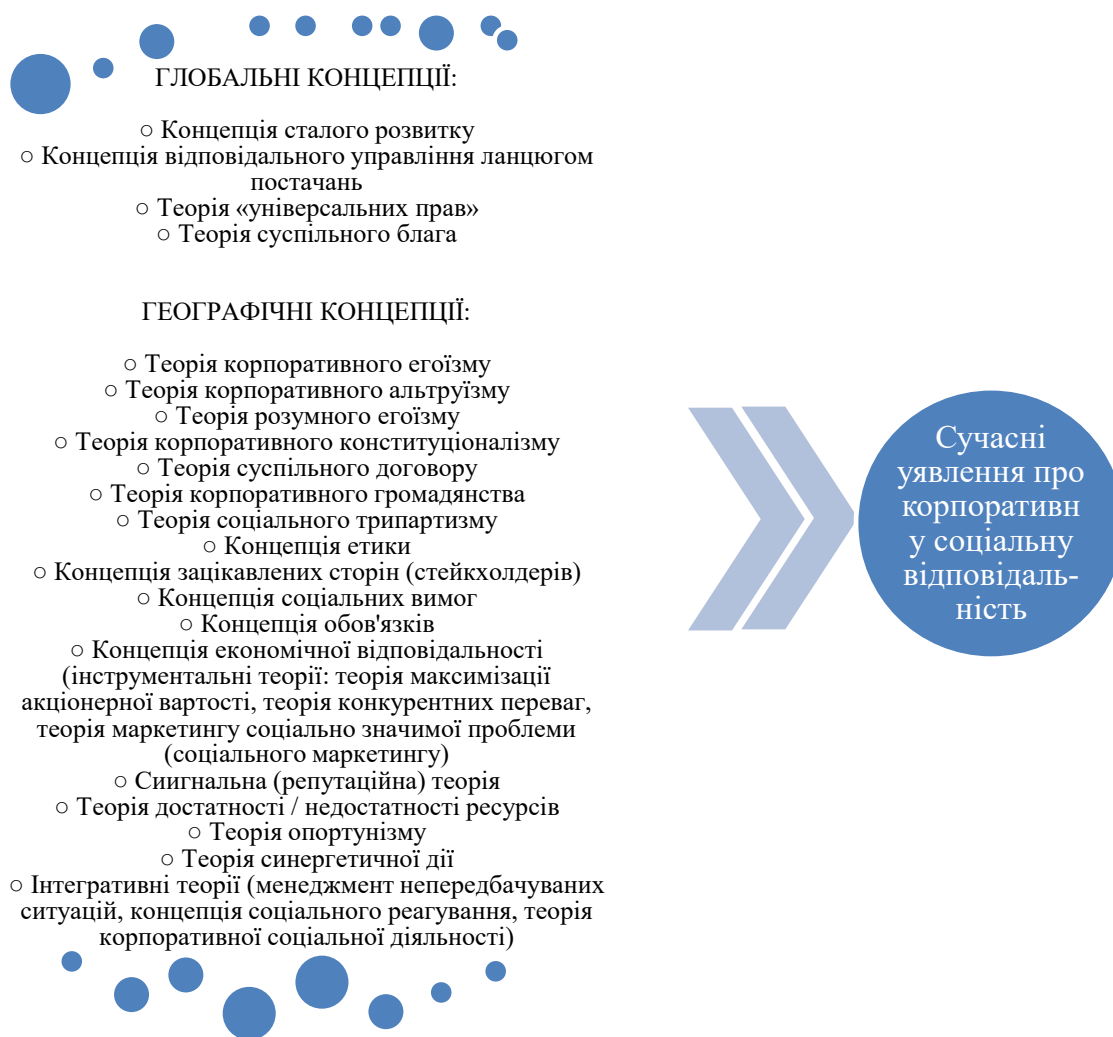 ГЛОБАЛЬНІ КОНЦЕПЦІЇ:
○ Концепція сталого розвитку
○ Концепція відповідального управління ланцюгом
постачань
○ Теорія «універсальних прав»
○ Теорія суспільного блага
ГЕОГРАФІЧНІ КОНЦЕПЦІЇ:
○ Теорія корпоративного егоїзму
○ Теорія корпоративного альтруїзму
○ Теорія розумного егоїзму
○ Теорія корпоративного конституціоналізму
○ Теорія суспільного договору
○ Теорія корпоративного громадянства
○ Теорія соціального трипартизму
○ Концепція етики
○ Концепція зацікавлених сторін (стейкхолдерів)
○ Концепція соціальних вимог
○ Концепція обов'язків
○ Концепція економічної відповідальності
(інструментальні теорії: теорія максимізації
акціонерної вартості, теорія конкурентних переваг,
теорія маркетингу соціально значимої проблеми
(соціального маркетингу)
○ Сиигнальна (репутаційна) теорія
○ Теорія достатності / недостатності ресурсів
○ Теорія опортунізму
○ Теорія синергетичної дії
○ Інтегративні теорії (менеджмент непередбачуваних
ситуацій, концепція соціального реагування, теорія
корпоративної соціальної діяльності)
Сучасні
уявлення про
корпоративн
у соціальну
відповідаль-
ність